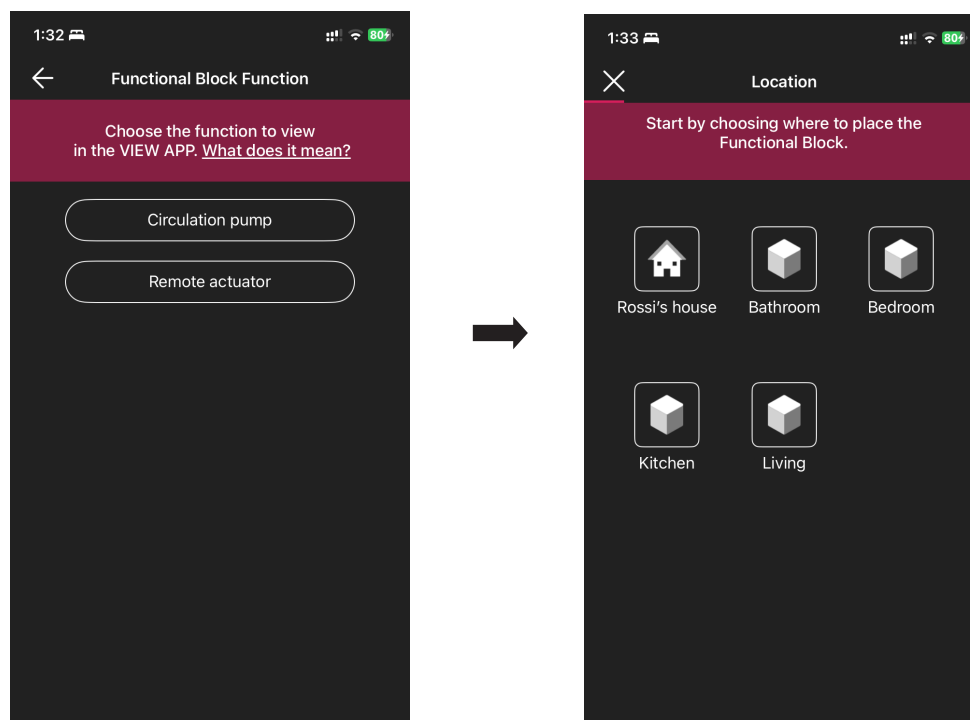 1:32
80
Functional Block Function
Choose the function to view
in the VIEW APP. What does it mean?
Circulation pump
Remote actuator
1:33
80
Location
Start by choosing where to place the
Functional Block.
Rossi's house
Bathroom
Bedroom
Kitchen
Living